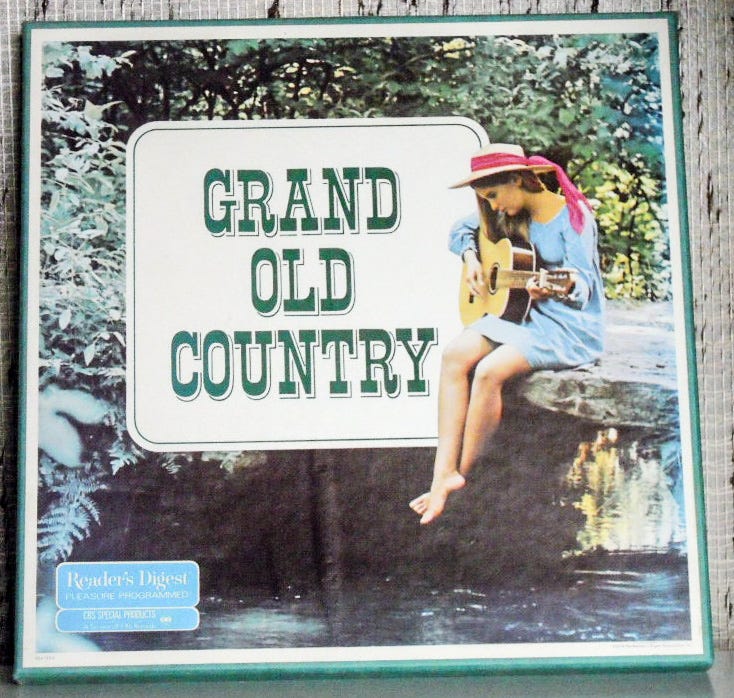 GRAND
OLD
COUNTRY
Reader's Digest
PLEASURE PROGRAMMED
CBS SPECIAL PRODUCTS